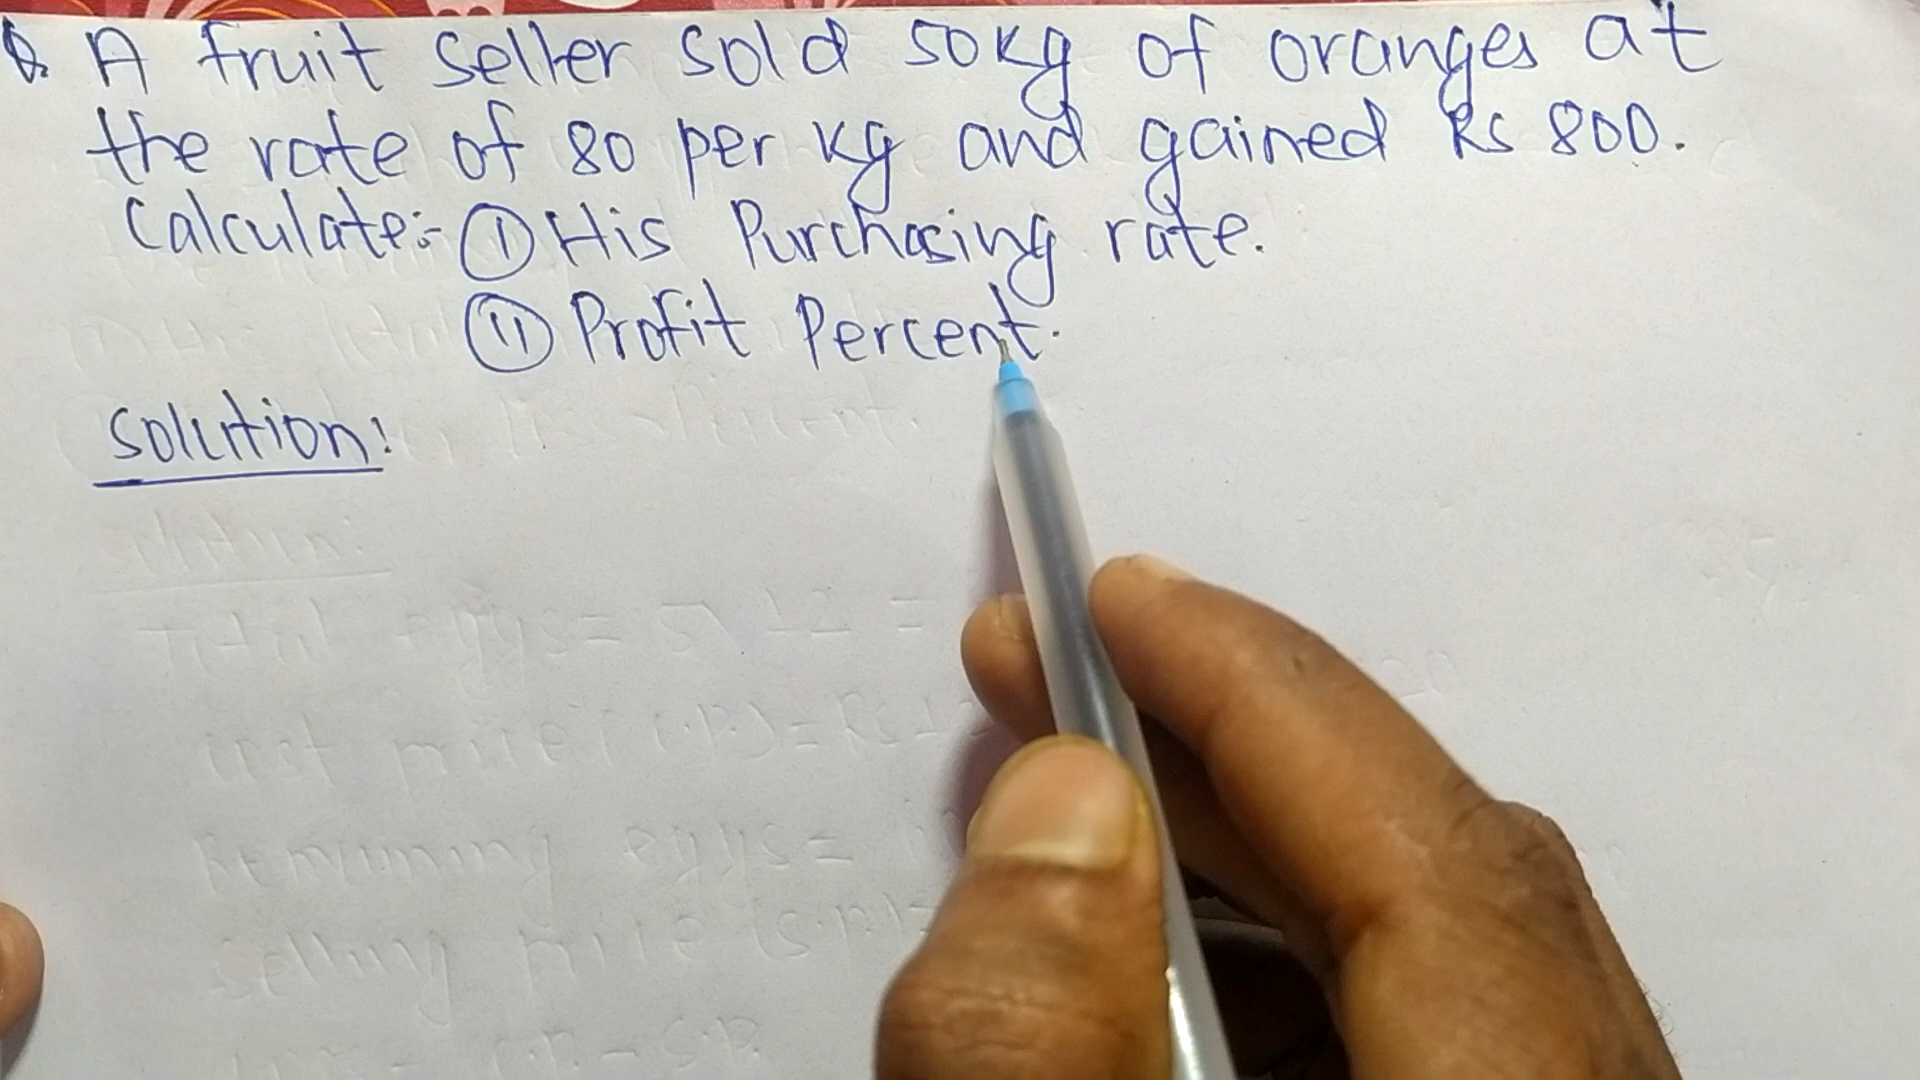 Q. A fruit seller sold 50kg of oranges at
the rate of 80 per kg and gained Rs 800.
Calculate:- (I) His Purchasing rate.
(II) Profit Percent.
solution: